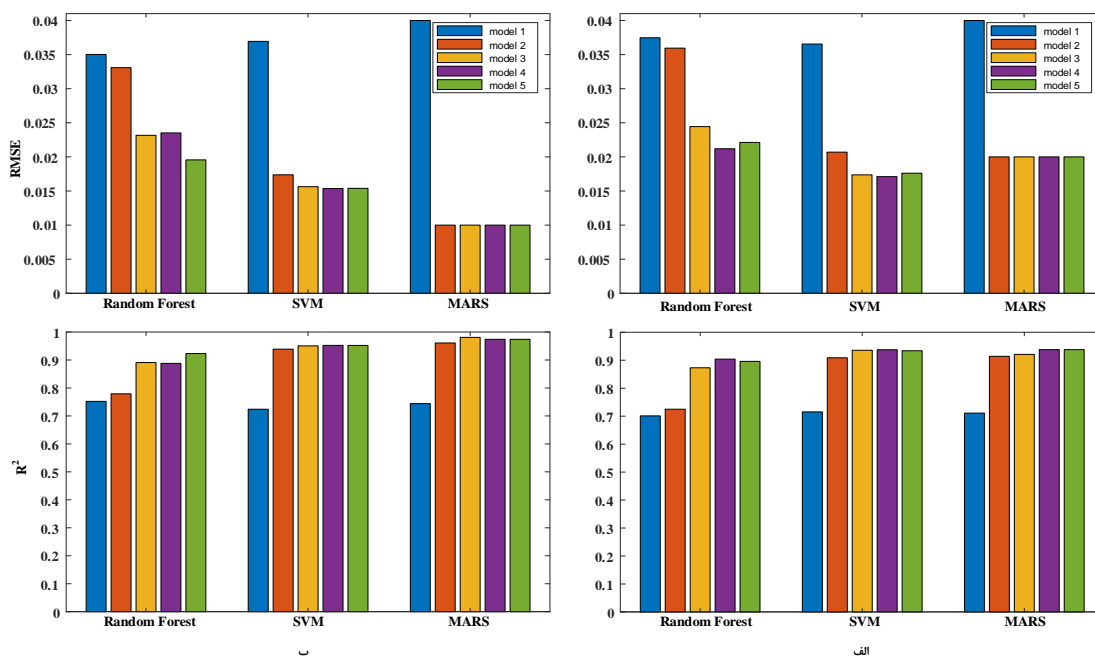 0.04
0.035
0.03
0.025
0.02
0.015
0.01
0.005
0
RMSE
model 1
model 2
model 3
model 4
model 5
Random Forest SVM MARS
0.04
0.035
0.03
0.025
0.02
0.015
0.01
0.005
0
model 1
model 2
model 3
model 4
model 5
Random Forest SVM MARS
1
0.9
0.8
0.7
0.6
0.5
0.4
0.3
0.2
0.1
0
R²
Random Forest SVM MARS
ب
1
0.9
0.8
0.7
0.6
0.5
0.4
0.3
0.2
0.1
0
Random Forest SVM MARS
الف